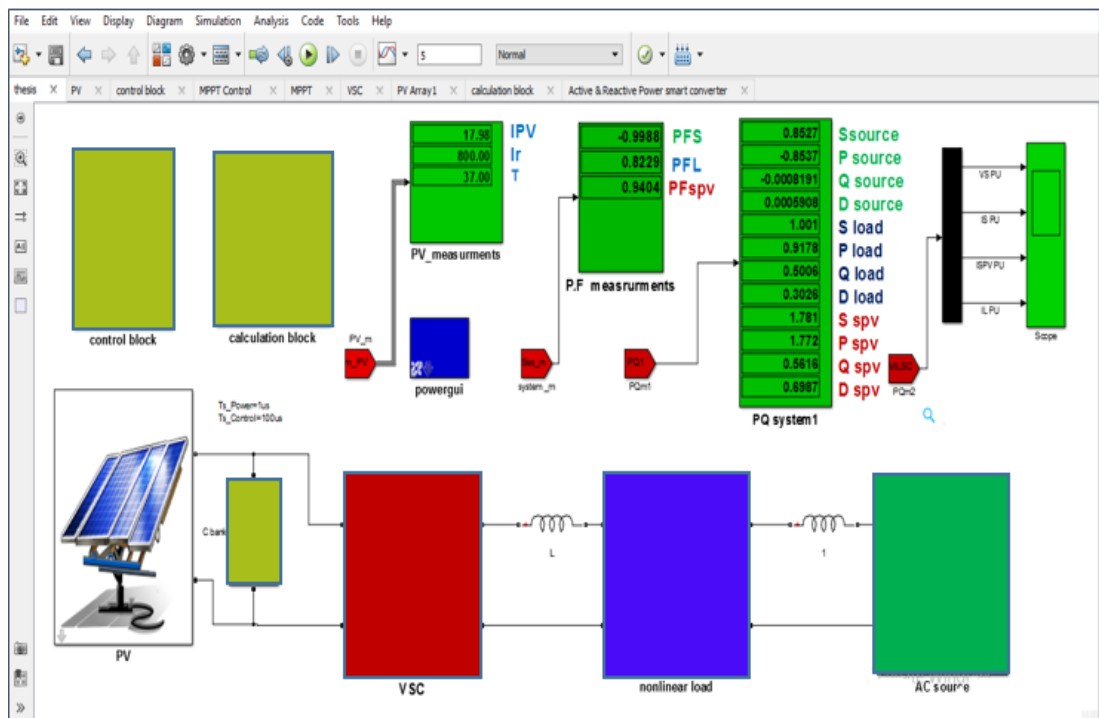 File Edit View Display Diagram Simulation Analysis Code Tools Help
5 Normal
thesis PV control block MPPT Control MPPT VSC PV Array1 calculation block Active & Reactive Power smart converter
17.98 IPV
800.00 Ir
37.00 T
PV_measurments
-0.9988 PFS
0.8229 PFL
0.9404 PFspv
P.F measrurments
0.8527 Ssource
-0.8537 P source
-0.0008191 Q source
0.0005908 D source
1.001 S load
0.9178 P load
0.5006 Q load
0.3026 D load
1.781 S spv
1.772 P spv
0.5616 Q spv
0.6987 D spv
PQ system1
VS PU
IS PU
ISPV PU
IL PU
Scope
control block
calculation block
PV_m
m_PV
powergui
system_m
PQ1
PQm1
PQm2
Ts_Power=1us
Ts_Control=100us
C bank
PV
VSC
L
nonlinear load
1
AC source